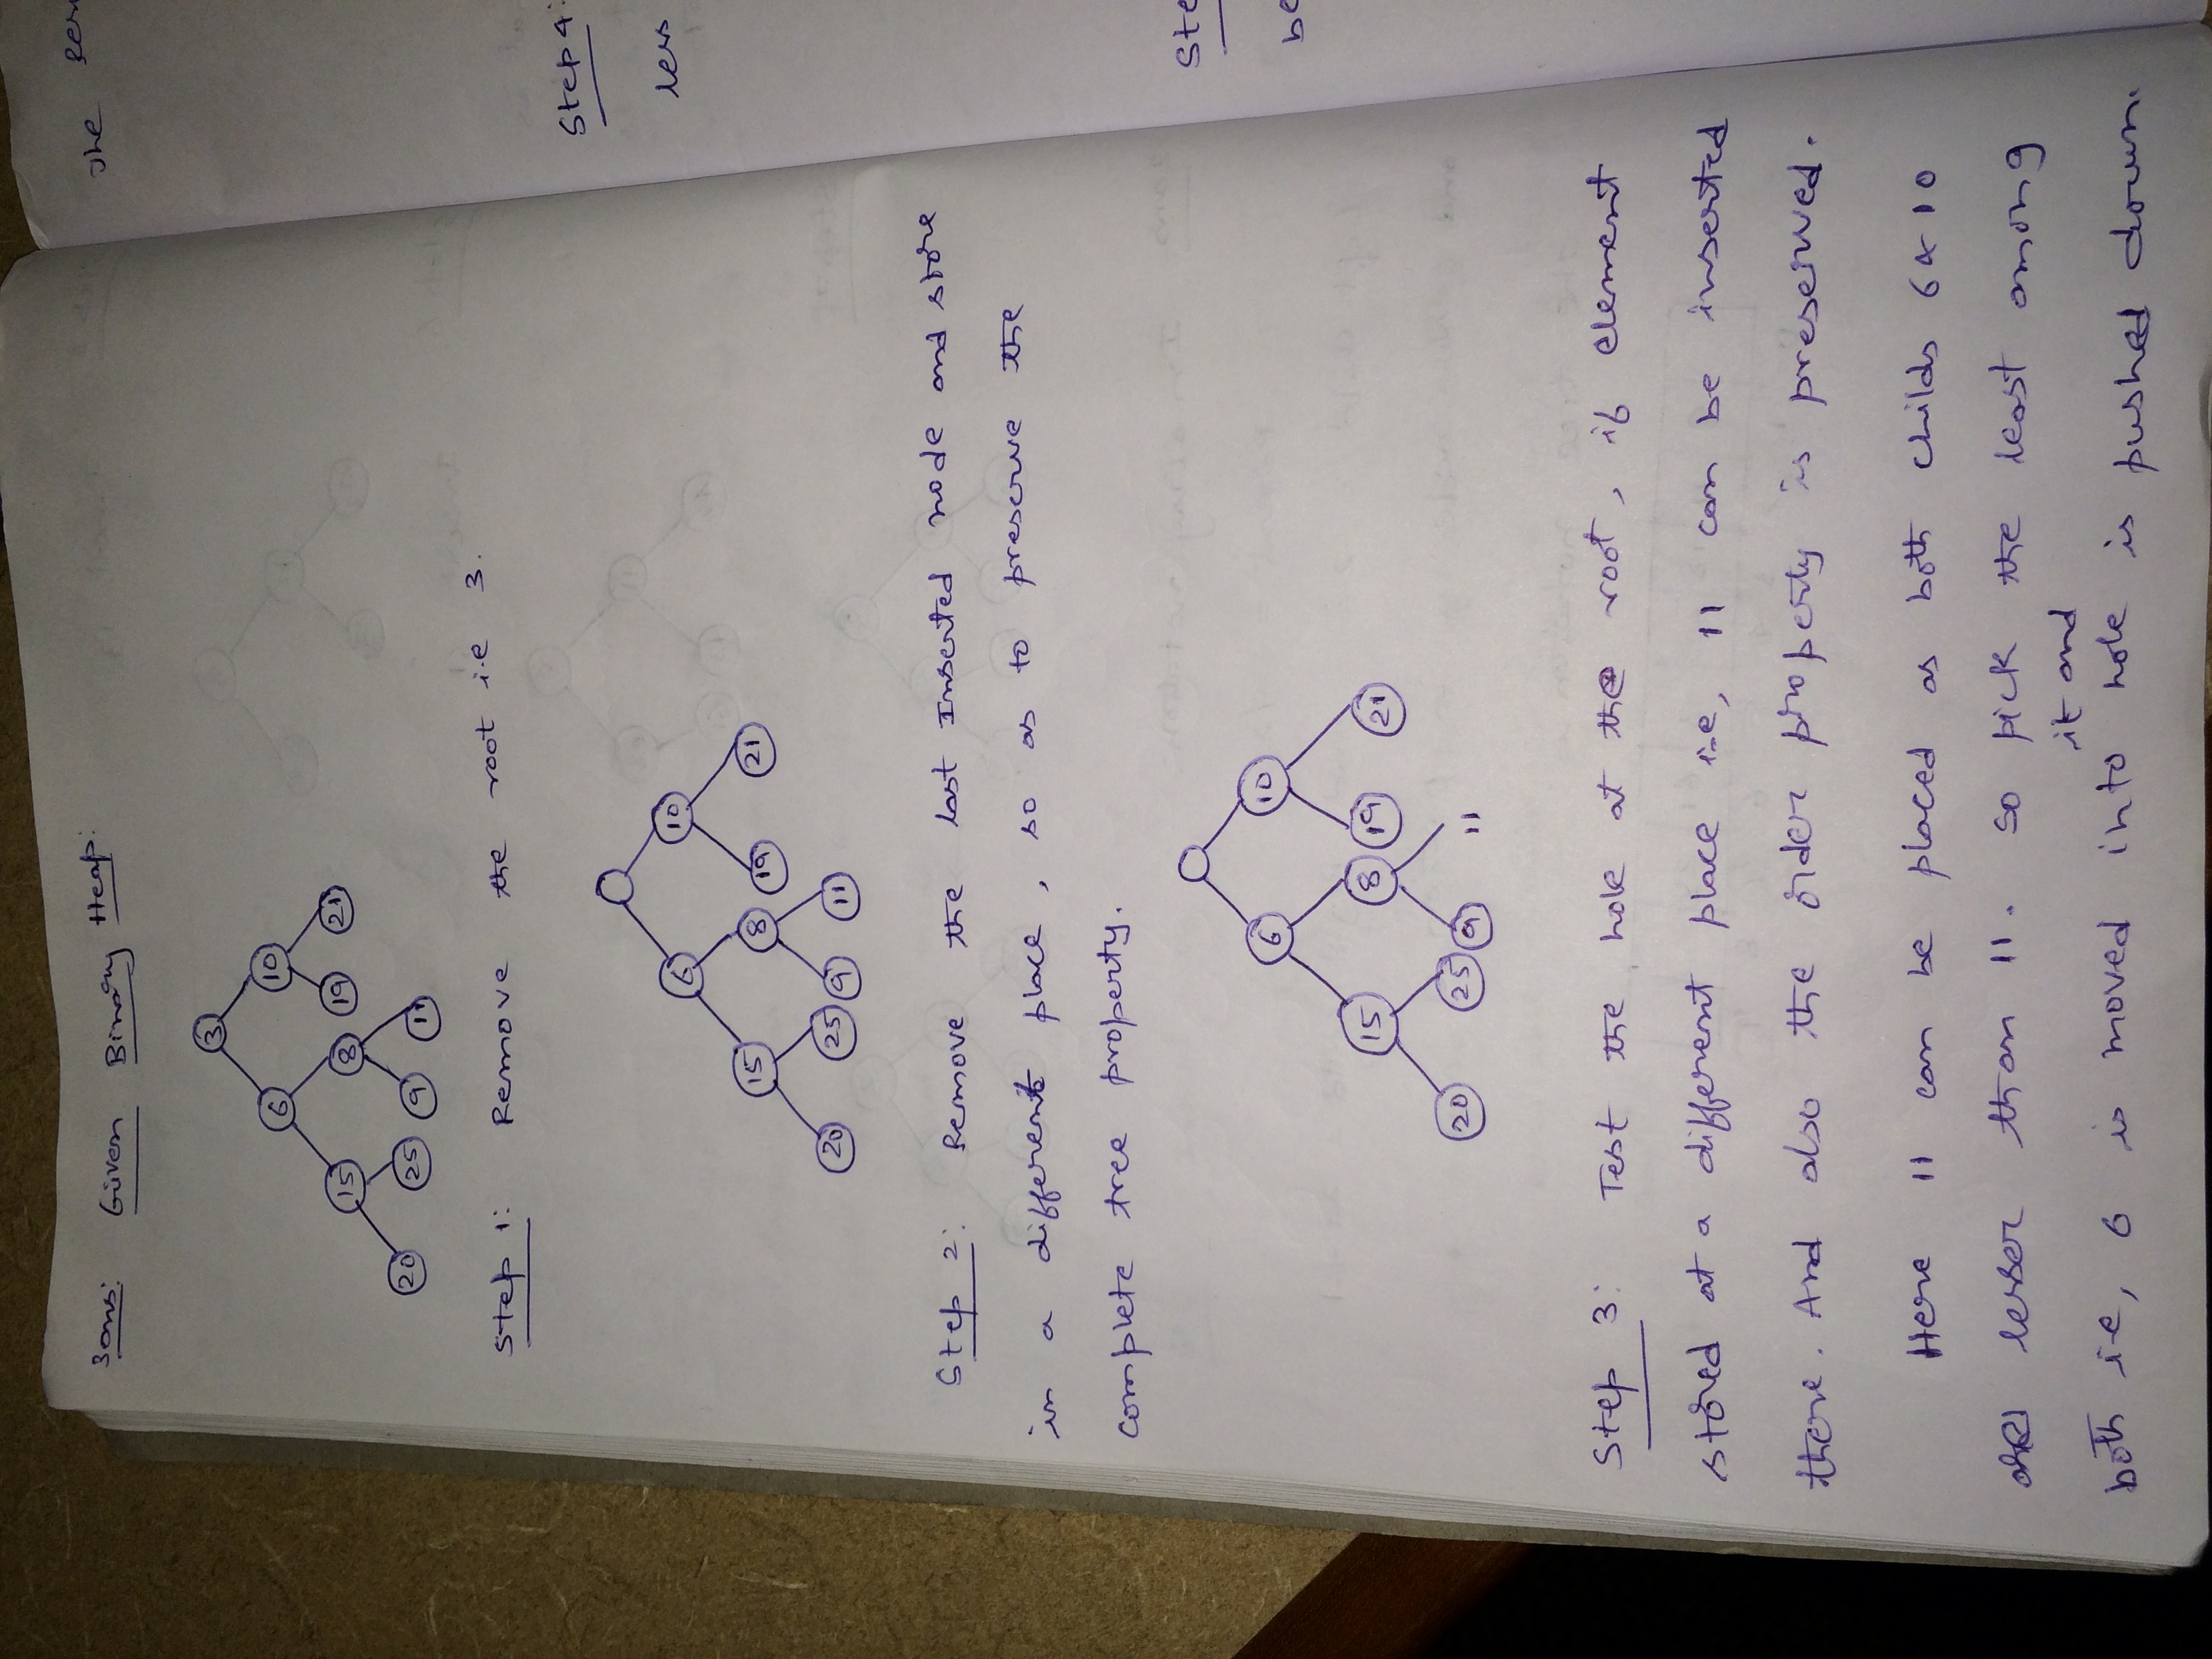 3ans: Given Binary Heap:
3
6 10
15 8 19 21
20 25 9 11
Step 1: Remove the root i.e 3.
6 10
15 8 19 21
20 25 9 11
Step 2: Remove the last Inserted node and store
in a different place, so as to preserve the
complete tree property.
6 10
15 8 19 21
20 25 9 11
Step 3: Test the hole at the root, if element
stored at a different place i.e, 11 can be inserted
there. And also the order property is preserved.
Here 11 can be placed as both childs 6 & 10
are lesser than 11. So pick the least among
it and
both i.e, 6 is moved into hole is pushed down.
The
Step 4:
less
Ste
be